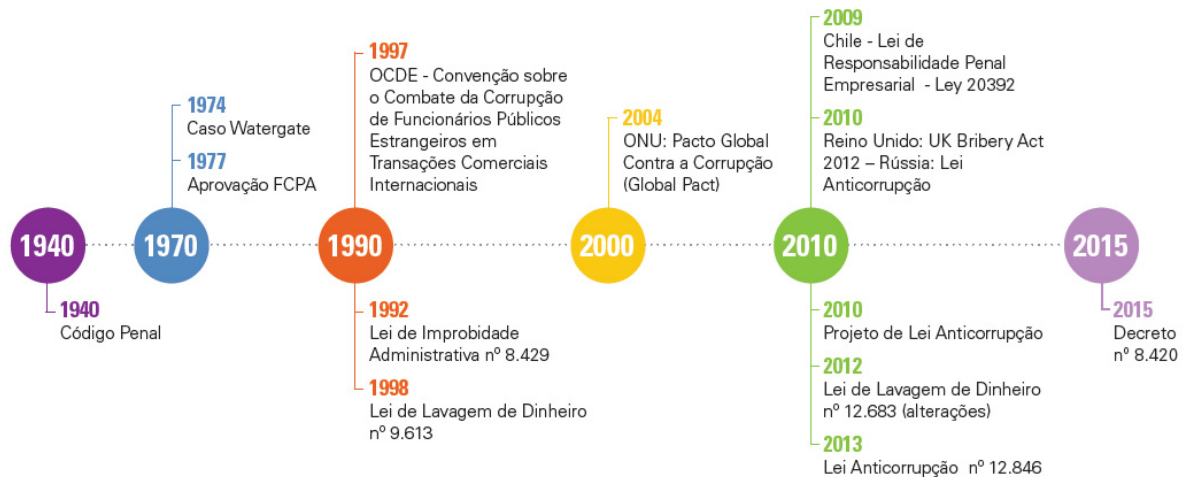 1974
Caso Watergate
1977
Aprovação FCPA
1997
OCDE - Convenção sobre
o Combate da Corrupção
de Funcionários Públicos
Estrangeiros em
Transações Comerciais
Internacionais
2004
ONU: Pacto Global
Contra a Corrupção
(Global Pact)
2009
Chile - Lei de
Responsabilidade Penal
Empresarial - Ley 20392
2010
Reino Unido: UK Bribery Act
2012 – Rússia: Lei
Anticorrupção
1940
1970
1990
2000
2010
2015
1940
Código Penal
1992
Lei de Improbidade
Administrativa nº 8.429
1998
Lei de Lavagem de Dinheiro
nº 9.613
2010
Projeto de Lei Anticorrupção
2012
Lei de Lavagem de Dinheiro
nº 12.683 (alterações)
2013
Lei Anticorrupção nº 12.846
2015
Decreto
nº 8.420